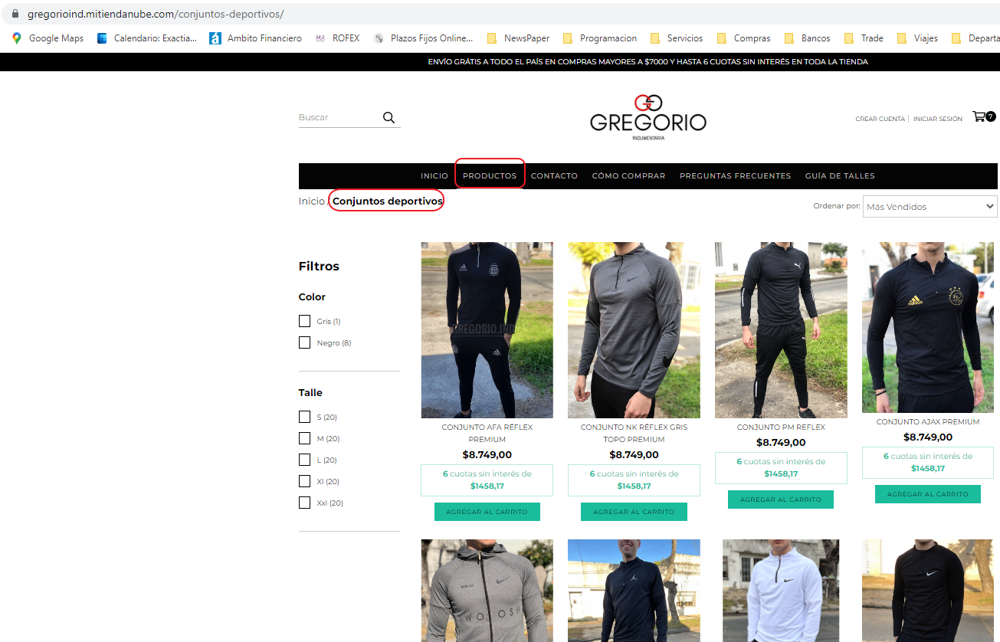 gregorioind.mitiendanube.com/conjuntos-deportivos/
Google Maps Calendario: Exactia... Ambito Financiero ROFEX Plazos Fijos Online... NewsPaper Programacion Servicios Compras Bancos Trade Viajes Departa
ENVÍO GRÁTIS A TODO EL PAÍS EN COMPRAS MAYORES A $7000 Y HASTA 6 CUOTAS SIN INTERÉS EN TODA LA TIENDA
Buscar
GREGORIO
INDUMENTARIA
CREAR CUENTA | INICIAR SESIÓN 7
INICIO PRODUCTOS CONTACTO CÓMO COMPRAR PREGUNTAS FRECUENTES GUÍA DE TALLES
Inicio / Conjuntos deportivos
Ordenar por: Más Vendidos
Filtros
Color
Gris (1)
Negro (8)
Talle
S (20)
M (20)
L (20)
Xl (20)
Xxl (20)
adidas
GREGORIO.IND
CONJUNTO AFA RÉFLEX
PREMIUM
$8.749,00
6 cuotas sin interés de
$1458,17
AGREGAR AL CARRITO
CONJUNTO NK RÉFLEX GRIS
TOPO PREMIUM
$8.749,00
6 cuotas sin interés de
$1458,17
AGREGAR AL CARRITO
CONJUNTO PM REFLEX
$8.749,00
6 cuotas sin interés de
$1458,17
AGREGAR AL CARRITO
adidas
CONJUNTO AJAX PREMIUM
$8.749,00
6 cuotas sin interés de
$1458,17
AGREGAR AL CARRITO